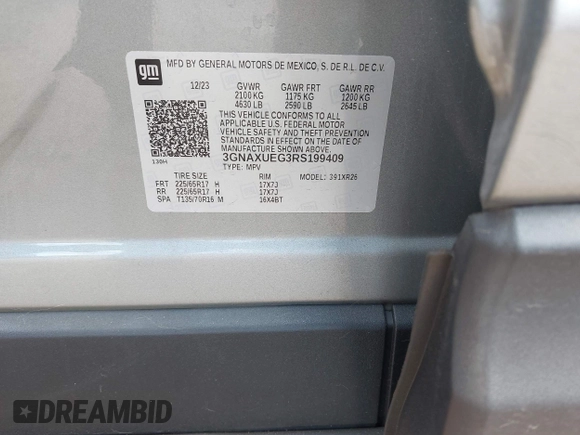 gm MFD BY GENERAL MOTORS DE MEXICO, S. DE R.L. DE C.V.
12/23 GVWR GAWR FRT GAWR RR
2100 KG 1175 KG 1200 KG
4630 LB 2590 LB 2645 LB
THIS VEHICLE CONFORMS TO ALL
APPLICABLE U.S. FEDERAL MOTOR
VEHICLE SAFETY AND THEFT PREVENTION
STANDARDS IN EFFECT ON THE DATE OF
MANUFACTURE SHOWN ABOVE.
130H 3GNAXUEG3RS199409
TYPE: MPV MODEL: 391XR26
TIRE SIZE RIM
FRT 225/65R17 H 17X7J
RR 225/65R17 H 17X7J
SPA T135/70R16 M 16X4BT
DREAMBID